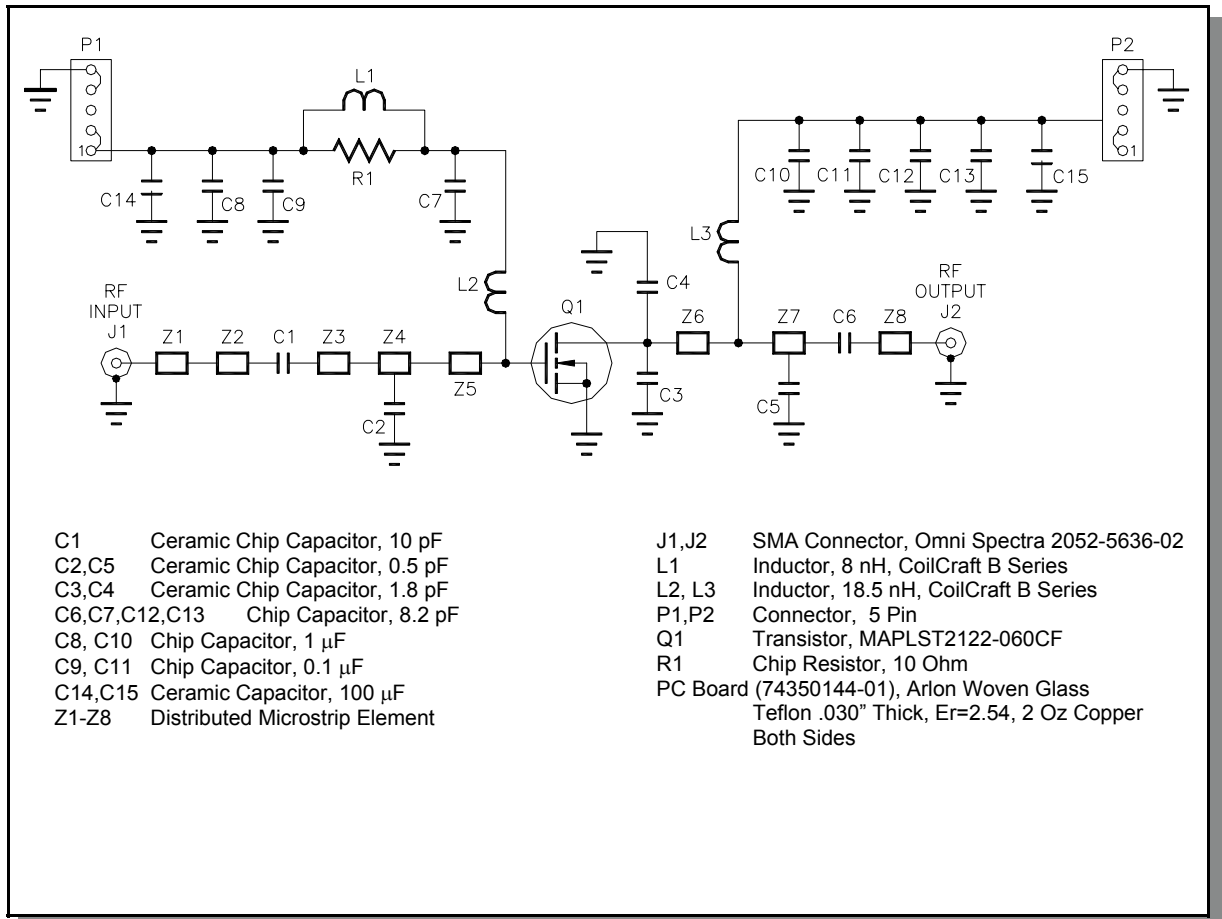 P1
P2
L1
1
R1
1
C14
C8
C9
C7
C10
C11
C12
C13
C15
L3
L2
C4
RF
INPUT
J1
Q1
RF
OUTPUT
J2
Z1
Z2
C1
Z3
Z4
Z6
Z7
C6
Z8
Z5
C3
C5
C2
C1 Ceramic Chip Capacitor, 10 pF
C2,C5 Ceramic Chip Capacitor, 0.5 pF
C3,C4 Ceramic Chip Capacitor, 1.8 pF
C6,C7,C12,C13 Chip Capacitor, 8.2 pF
C8, C10 Chip Capacitor, 1 μF
C9, C11 Chip Capacitor, 0.1 μF
C14,C15 Ceramic Capacitor, 100 μF
Z1-Z8 Distributed Microstrip Element
J1,J2 SMA Connector, Omni Spectra 2052-5636-02
L1 Inductor, 8 nH, CoilCraft B Series
L2, L3 Inductor, 18.5 nH, CoilCraft B Series
P1,P2 Connector, 5 Pin
Q1 Transistor, MAPLST2122-060CF
R1 Chip Resistor, 10 Ohm
PC Board (74350144-01), Arlon Woven Glass
Teflon .030” Thick, Er=2.54, 2 Oz Copper
Both Sides